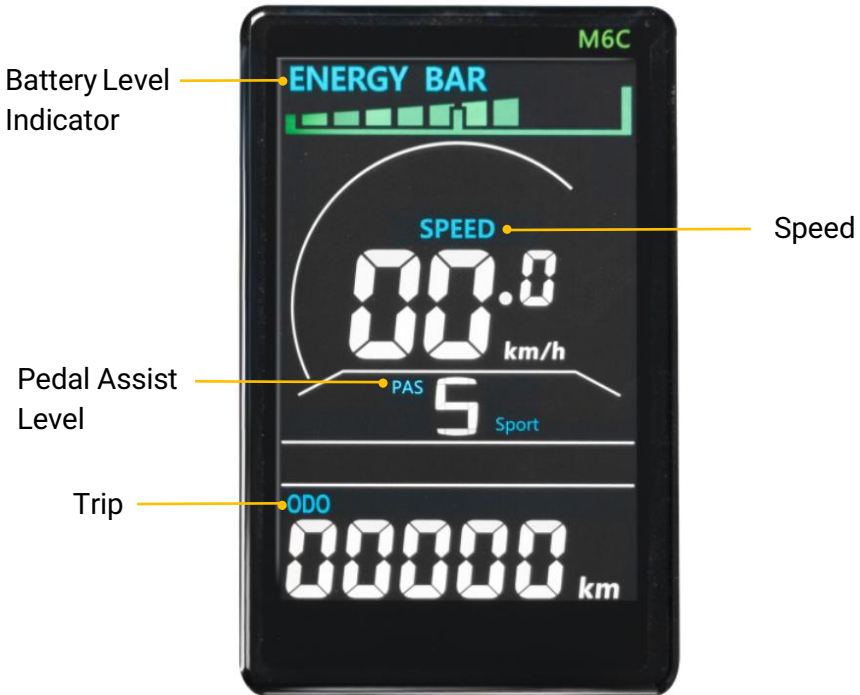 M6C
Battery Level
Indicator
ENERGY BAR
SPEED
Speed
00.0
km/h
Pedal Assist
Level
PAS
5
Sport
Trip
ODO
00000
km